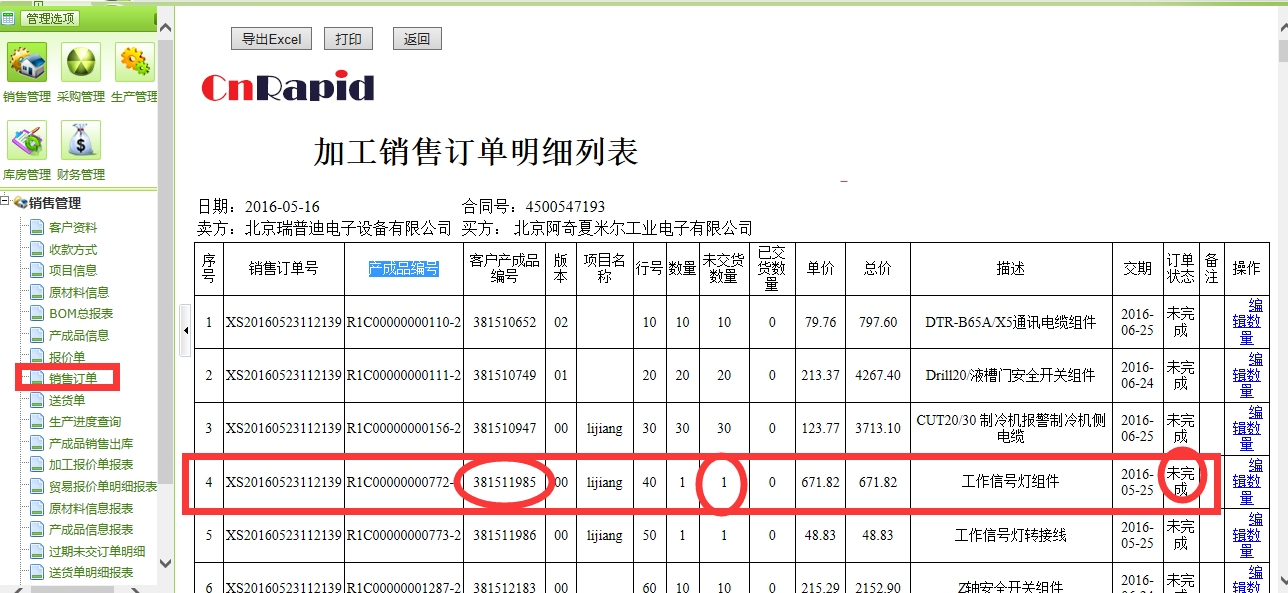 管理选项
销售管理 采购管理 生产管理
库房管理 财务管理
销售管理
客户资料
收款方式
项目信息
原材料信息
BOM总报表
产成品信息
报价单
销售订单
送货单
生产进度查询
产成品销售出库
加工报价单报表
贸易报价单明细报表
原材料信息报表
产成品信息报表
过期未交订单明细
送货单明细报表
导出Excel 打印 返回
CnRapid
加工销售订单明细列表
日期: 2016-05-16 合同号: 4500547193
卖方: 北京瑞普迪电子设备有限公司 买方: 北京阿奇夏米尔工业电子有限公司
序号 销售订单号 产成品编号 客户产成品编号 版本 项目名称 行号 数量 未交货数量 已交货数量 单价 总价 描述 交期 订单状态 备注 操作
1 XS20160523112139 R1C00000000110-2 381510652 02 10 10 10 0 79.76 797.60 DTR-B65A/X5通讯电缆组件 2016-06-25 未完成 编辑数量
2 XS20160523112139 R1C00000000111-2 381510749 01 20 20 20 0 213.37 4267.40 Drill20/液槽门安全开关组件 2016-06-24 未完成 编辑数量
3 XS20160523112139 R1C00000000156-2 381510947 00 lijiang 30 30 30 0 123.77 3713.10 CUT20/30 制冷机报警制冷机侧电缆 2016-06-25 未完成 编辑数量
4 XS20160523112139 R1C00000000772- 381511985 00 lijiang 40 1 1 0 671.82 671.82 工作信号灯组件 2016-05-25 未完成 编辑数量
5 XS20160523112139 R1C00000000773-2 381511986 00 lijiang 50 1 1 0 48.83 48.83 工作信号灯转接线 2016-05-25 未完成 编辑数量
6 XS20160523112139 R1C00000001287-2 381512183 00 60 10 10 0 215.29 2152.90 Z轴安全开关组件 2016- 未完 编辑数